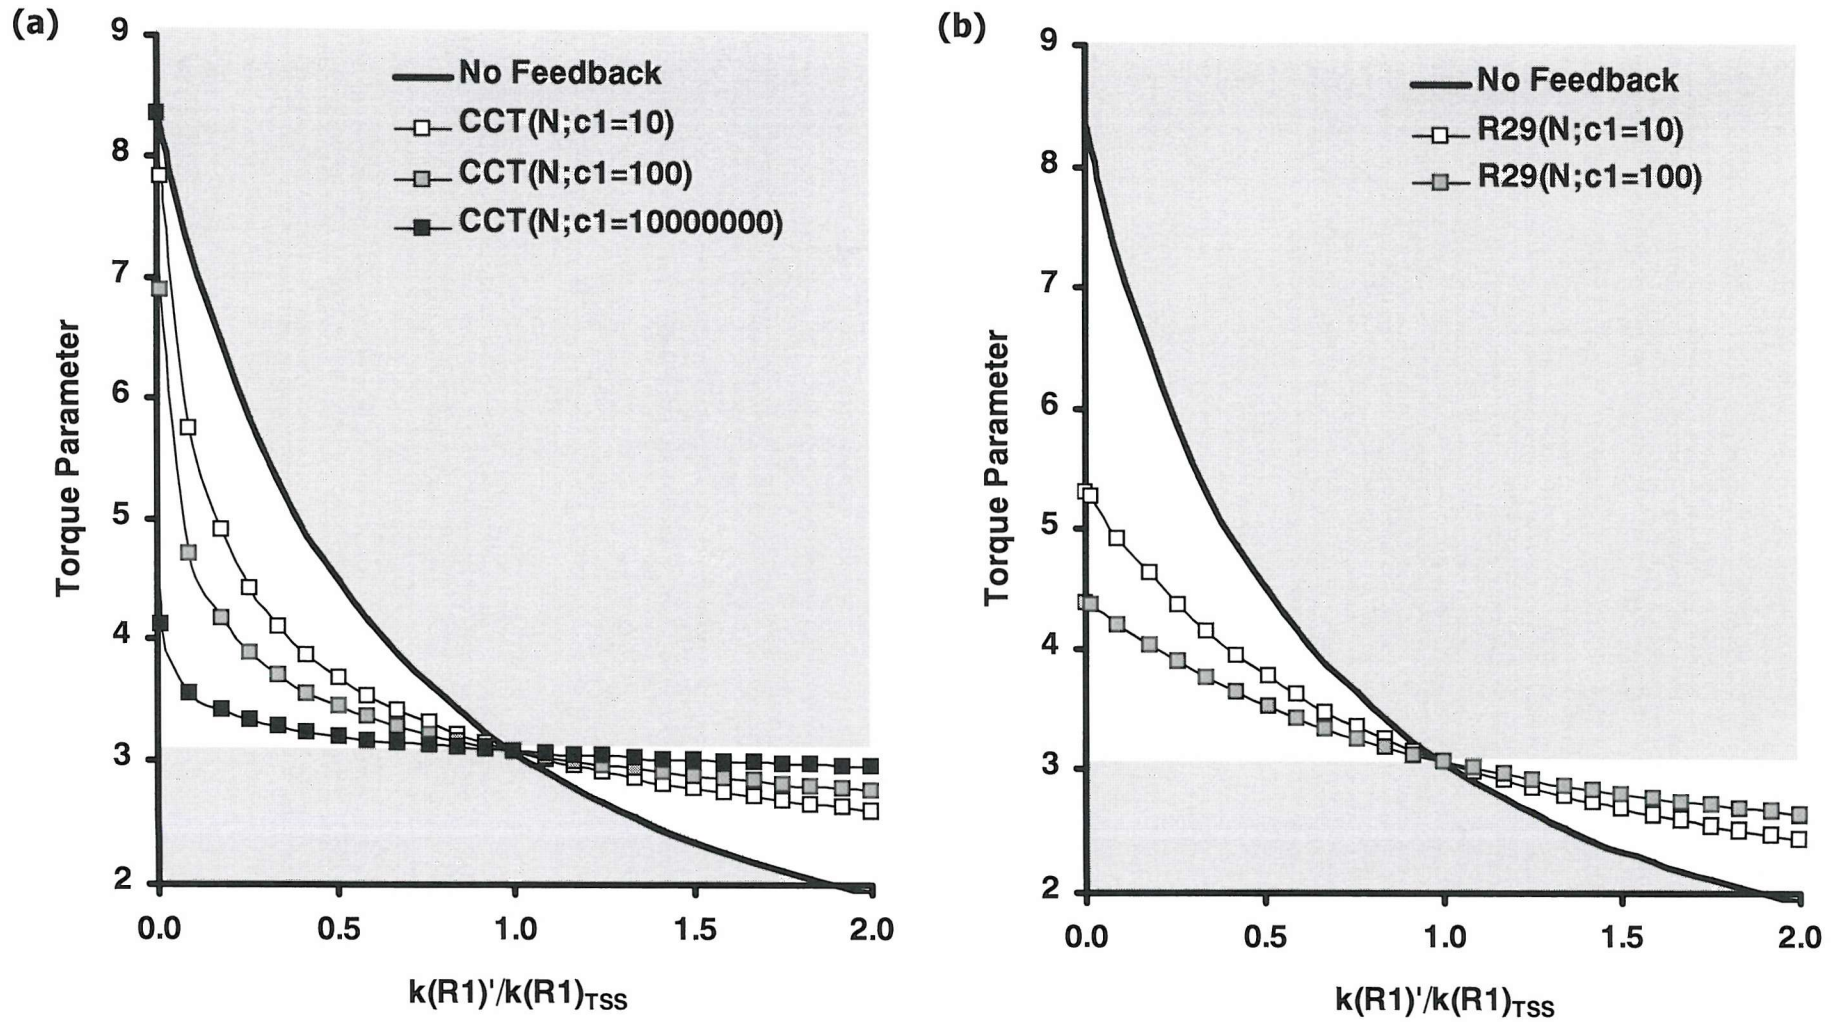 (a)
9
8
7
6
5
4
3
2
Torque Parameter
No Feedback
CCT(N;c1=10)
CCT(N;c1=100)
CCT(N;c1=10000000)
0.0 0.5 1.0 1.5 2.0
k(R1)'/k(R1)TSS
(b)
9
8
7
6
5
4
3
2
Torque Parameter
No Feedback
R29(N;c1=10)
R29(N;c1=100)
0.0 0.5 1.0 1.5 2.0
k(R1)'/k(R1)TSS